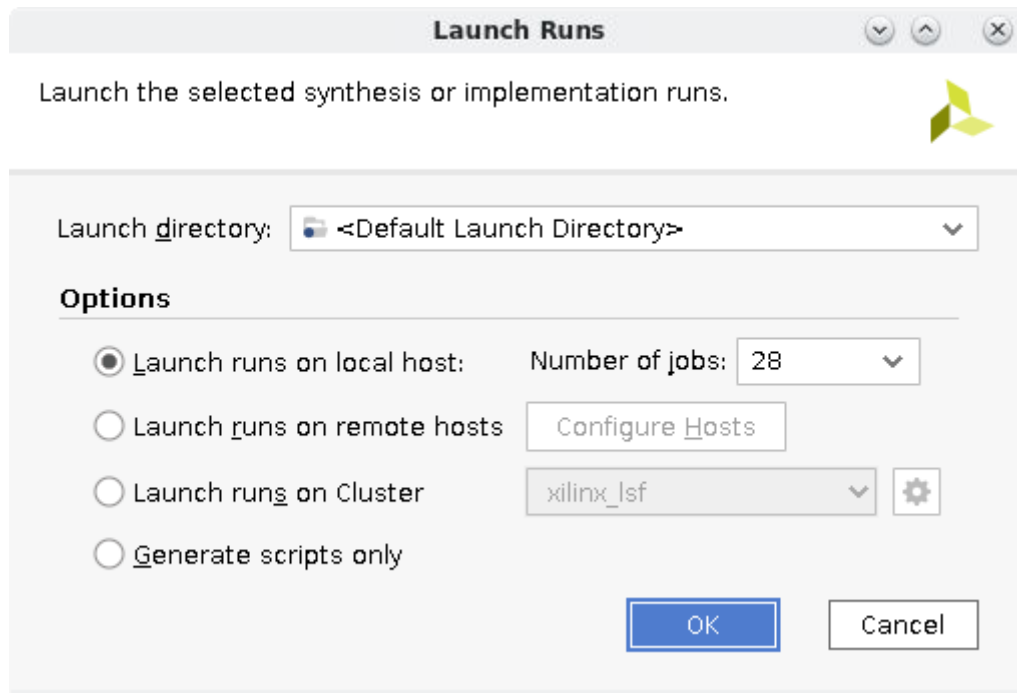 Launch Runs
Launch the selected synthesis or implementation runs.
Launch directory: <Default Launch Directory>
Options
Launch runs on local host: Number of jobs: 28
Launch runs on remote hosts Configure Hosts
Launch runs on Cluster xilinx_lsf
Generate scripts only
OK Cancel